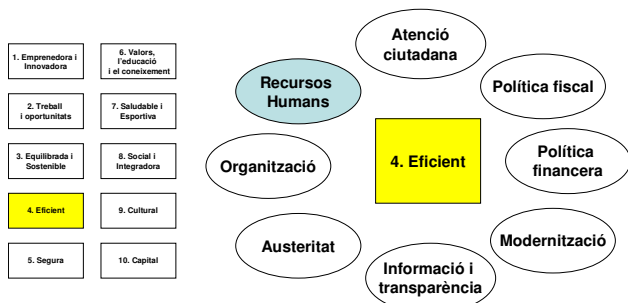 1. Emprenedora i
Innovadora
2. Treball
i oportunitats
3. Equilibrada i
Sostenible
4. Eficient
5. Segura
6. Valors,
l'educació
i el coneixement
7. Saludable i
Esportiva
8. Social i
Integradora
9. Cultural
10. Capital
Atenció
ciutadana
Recursos
Humans
Política fiscal
Organització
4. Eficient
Política
financera
Austeritat
Modernització
Informació i
transparència